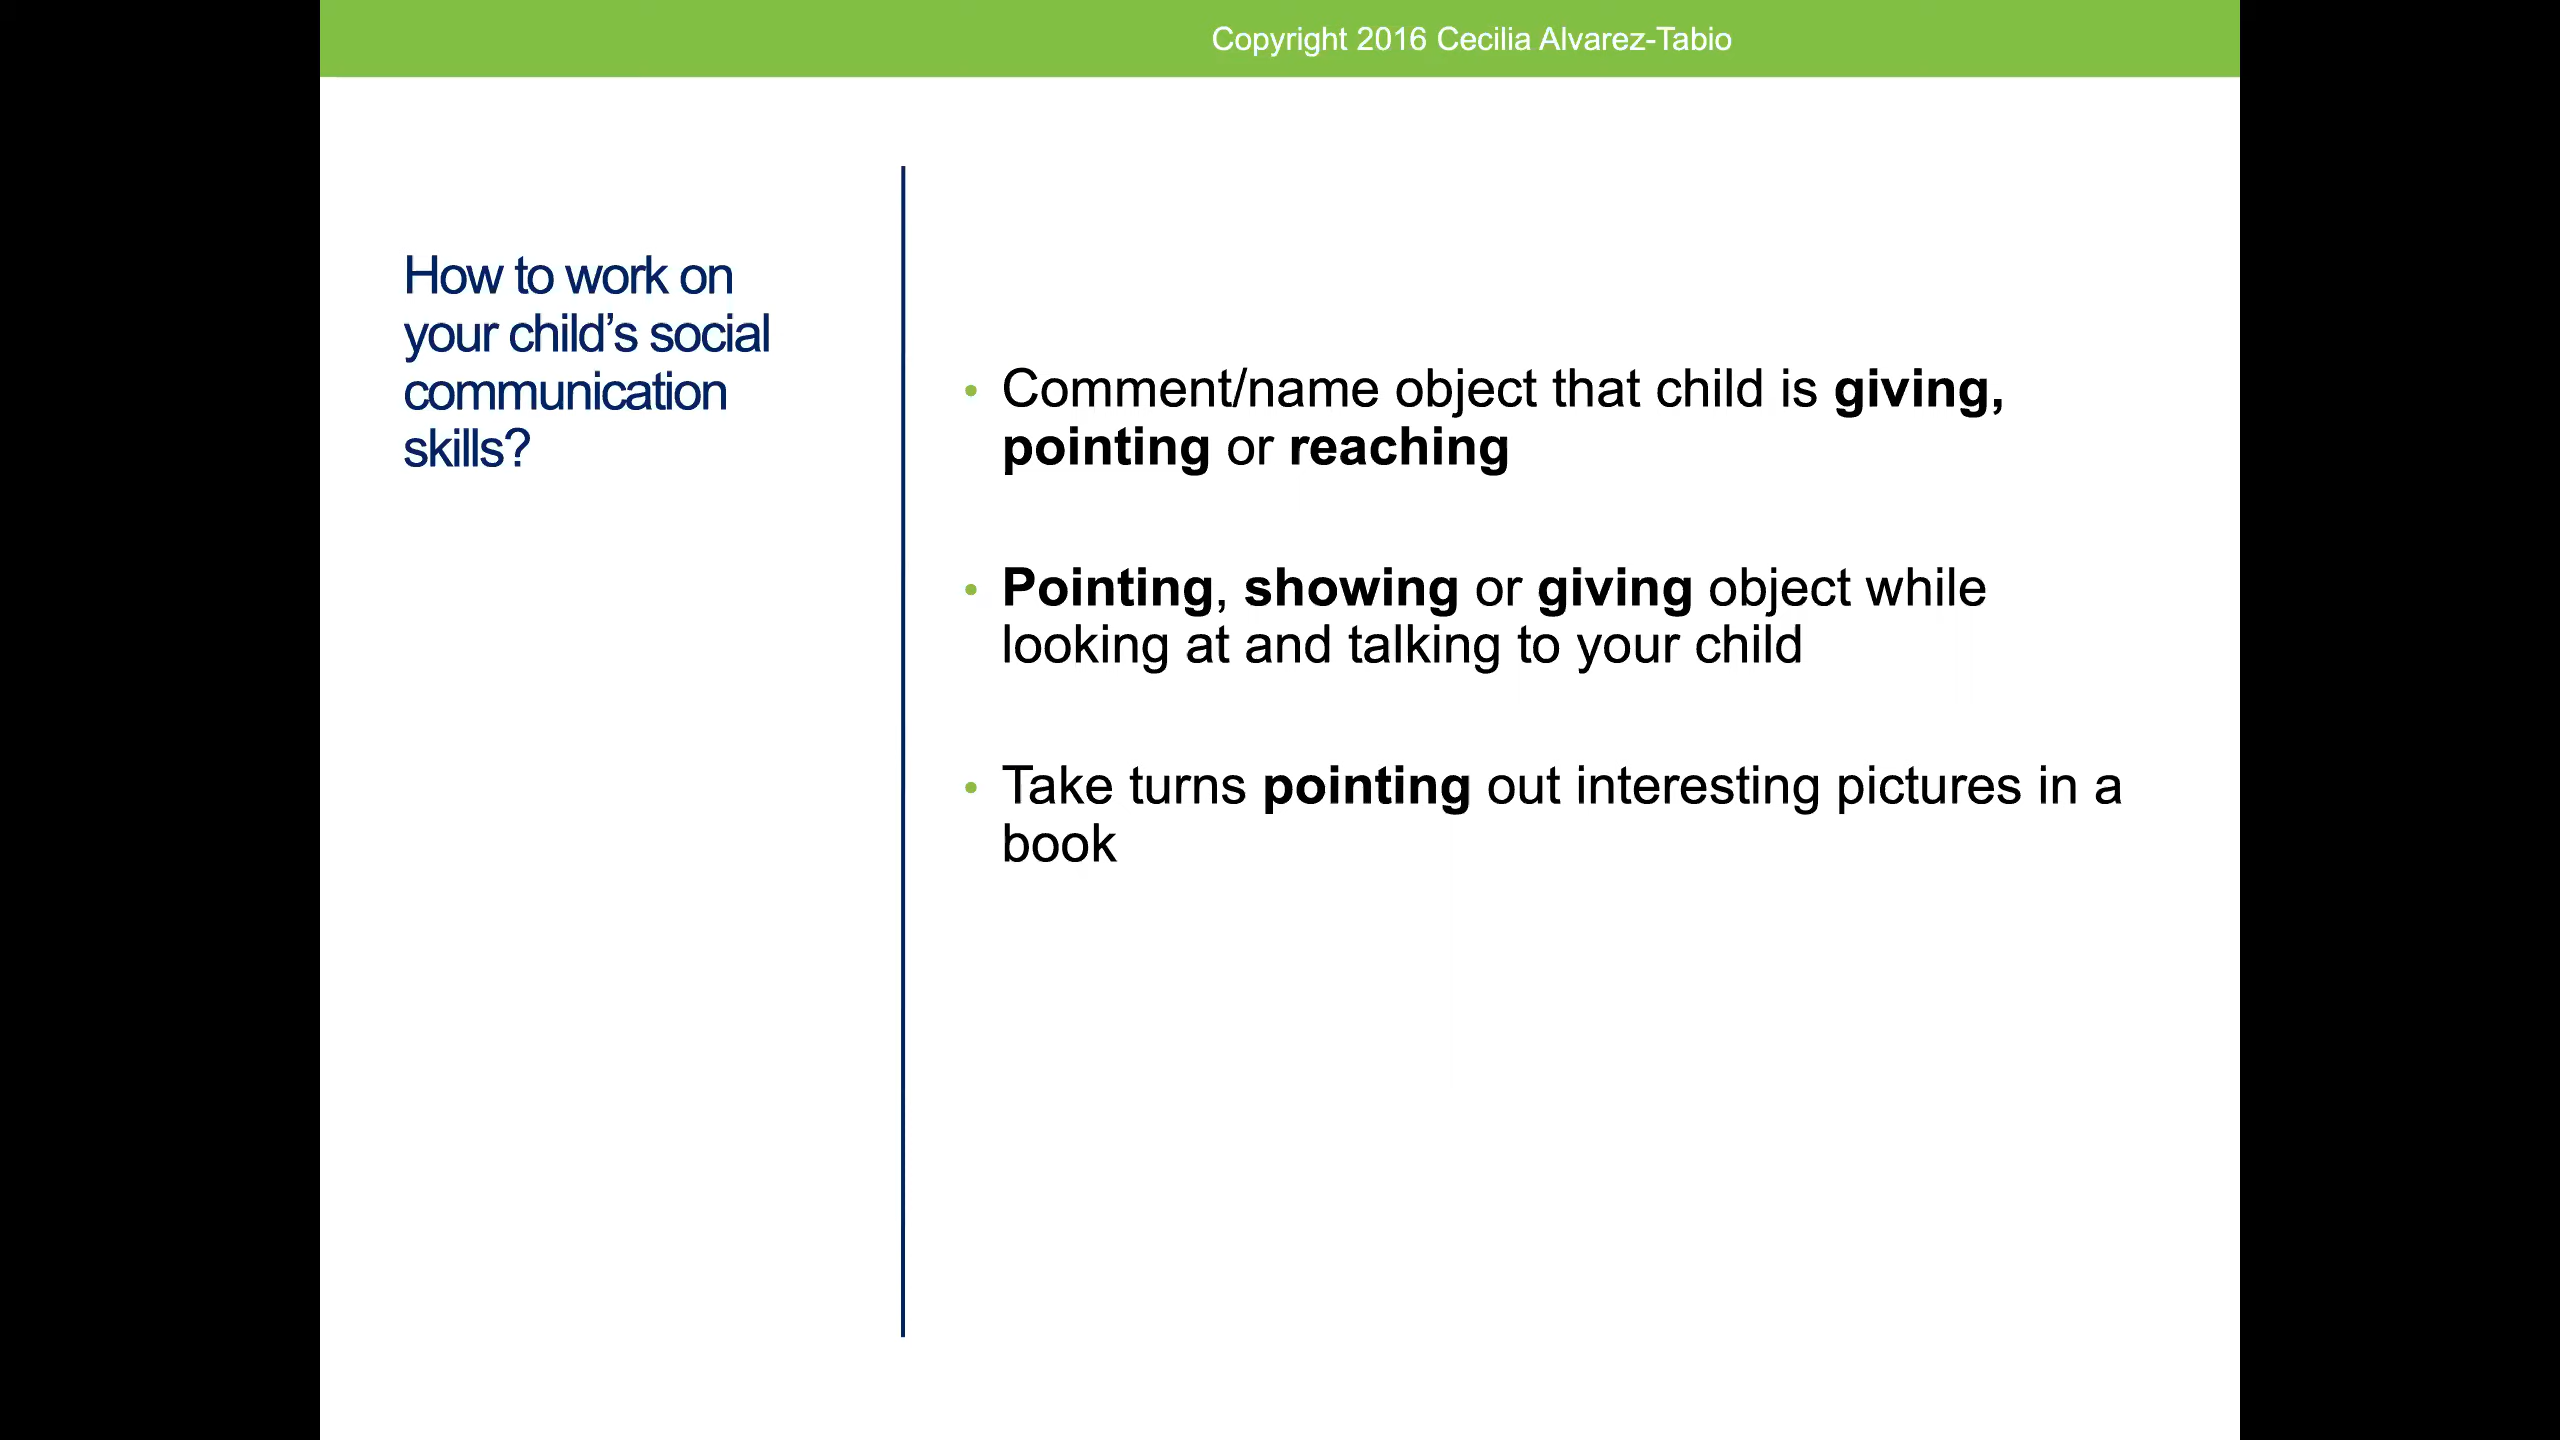 Copyright 2016 Cecilia Alvarez-Tabio
How to work on
your child’s social
communication
skills?
• Comment/name object that child is giving,
pointing or reaching
• Pointing, showing or giving object while
looking at and talking to your child
• Take turns pointing out interesting pictures in a
book